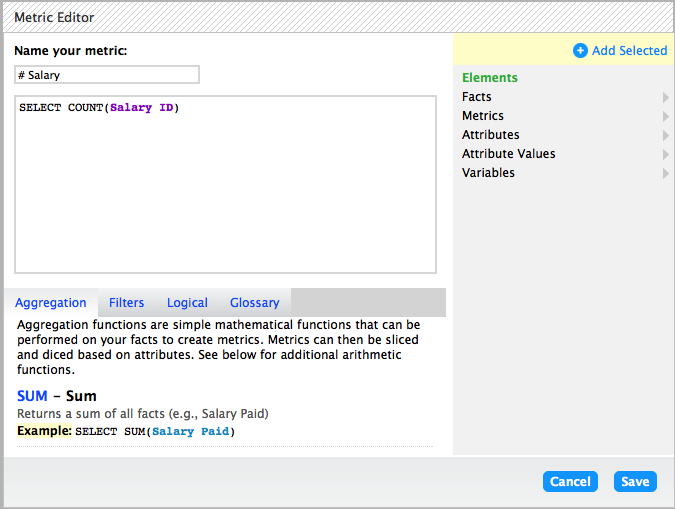 Metric Editor
Name your metric:
# Salary
SELECT COUNT(Salary ID)
Add Selected
Elements
Facts
Metrics
Attributes
Attribute Values
Variables
Aggregation Filters Logical Glossary
Aggregation functions are simple mathematical functions that can be
performed on your facts to create metrics. Metrics can then be sliced
and diced based on attributes. See below for additional arithmetic
functions.
SUM – Sum
Returns a sum of all facts (e.g., Salary Paid)
Example: SELECT SUM(Salary Paid)
Cancel Save